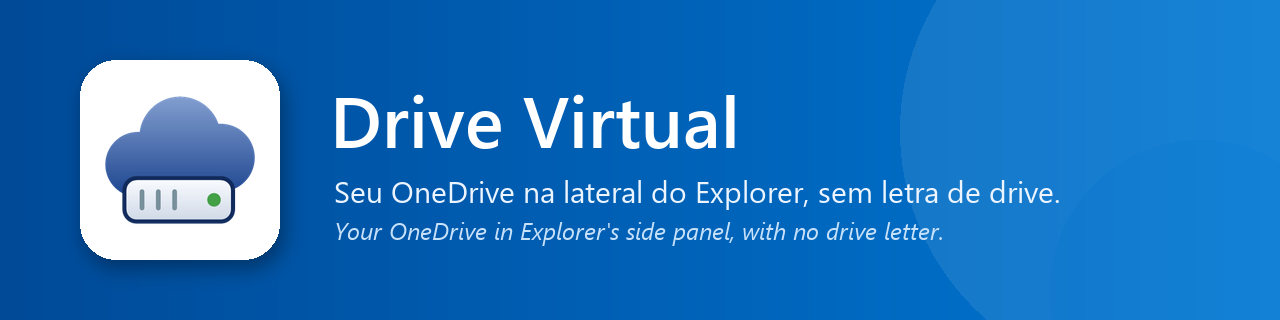 Drive Virtual
Seu OneDrive na lateral do Explorer, sem letra de drive.
Your OneDrive in Explorer's side panel, with no drive letter.